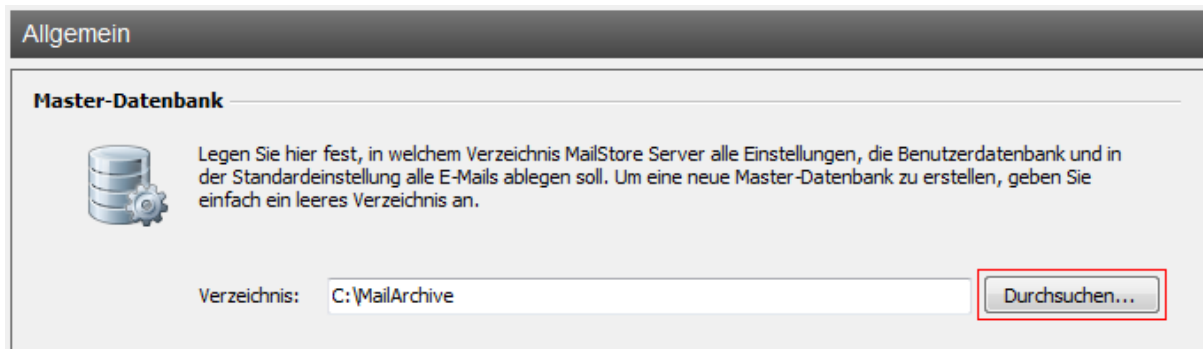 Allgemein
Master-Datenbank
Legen Sie hier fest, in welchem Verzeichnis MailStore Server alle Einstellungen, die Benutzerdatenbank und in
der Standardeinstellung alle E-Mails ablegen soll. Um eine neue Master-Datenbank zu erstellen, geben Sie
einfach ein leeres Verzeichnis an.
Verzeichnis: C:\MailArchive Durchsuchen...